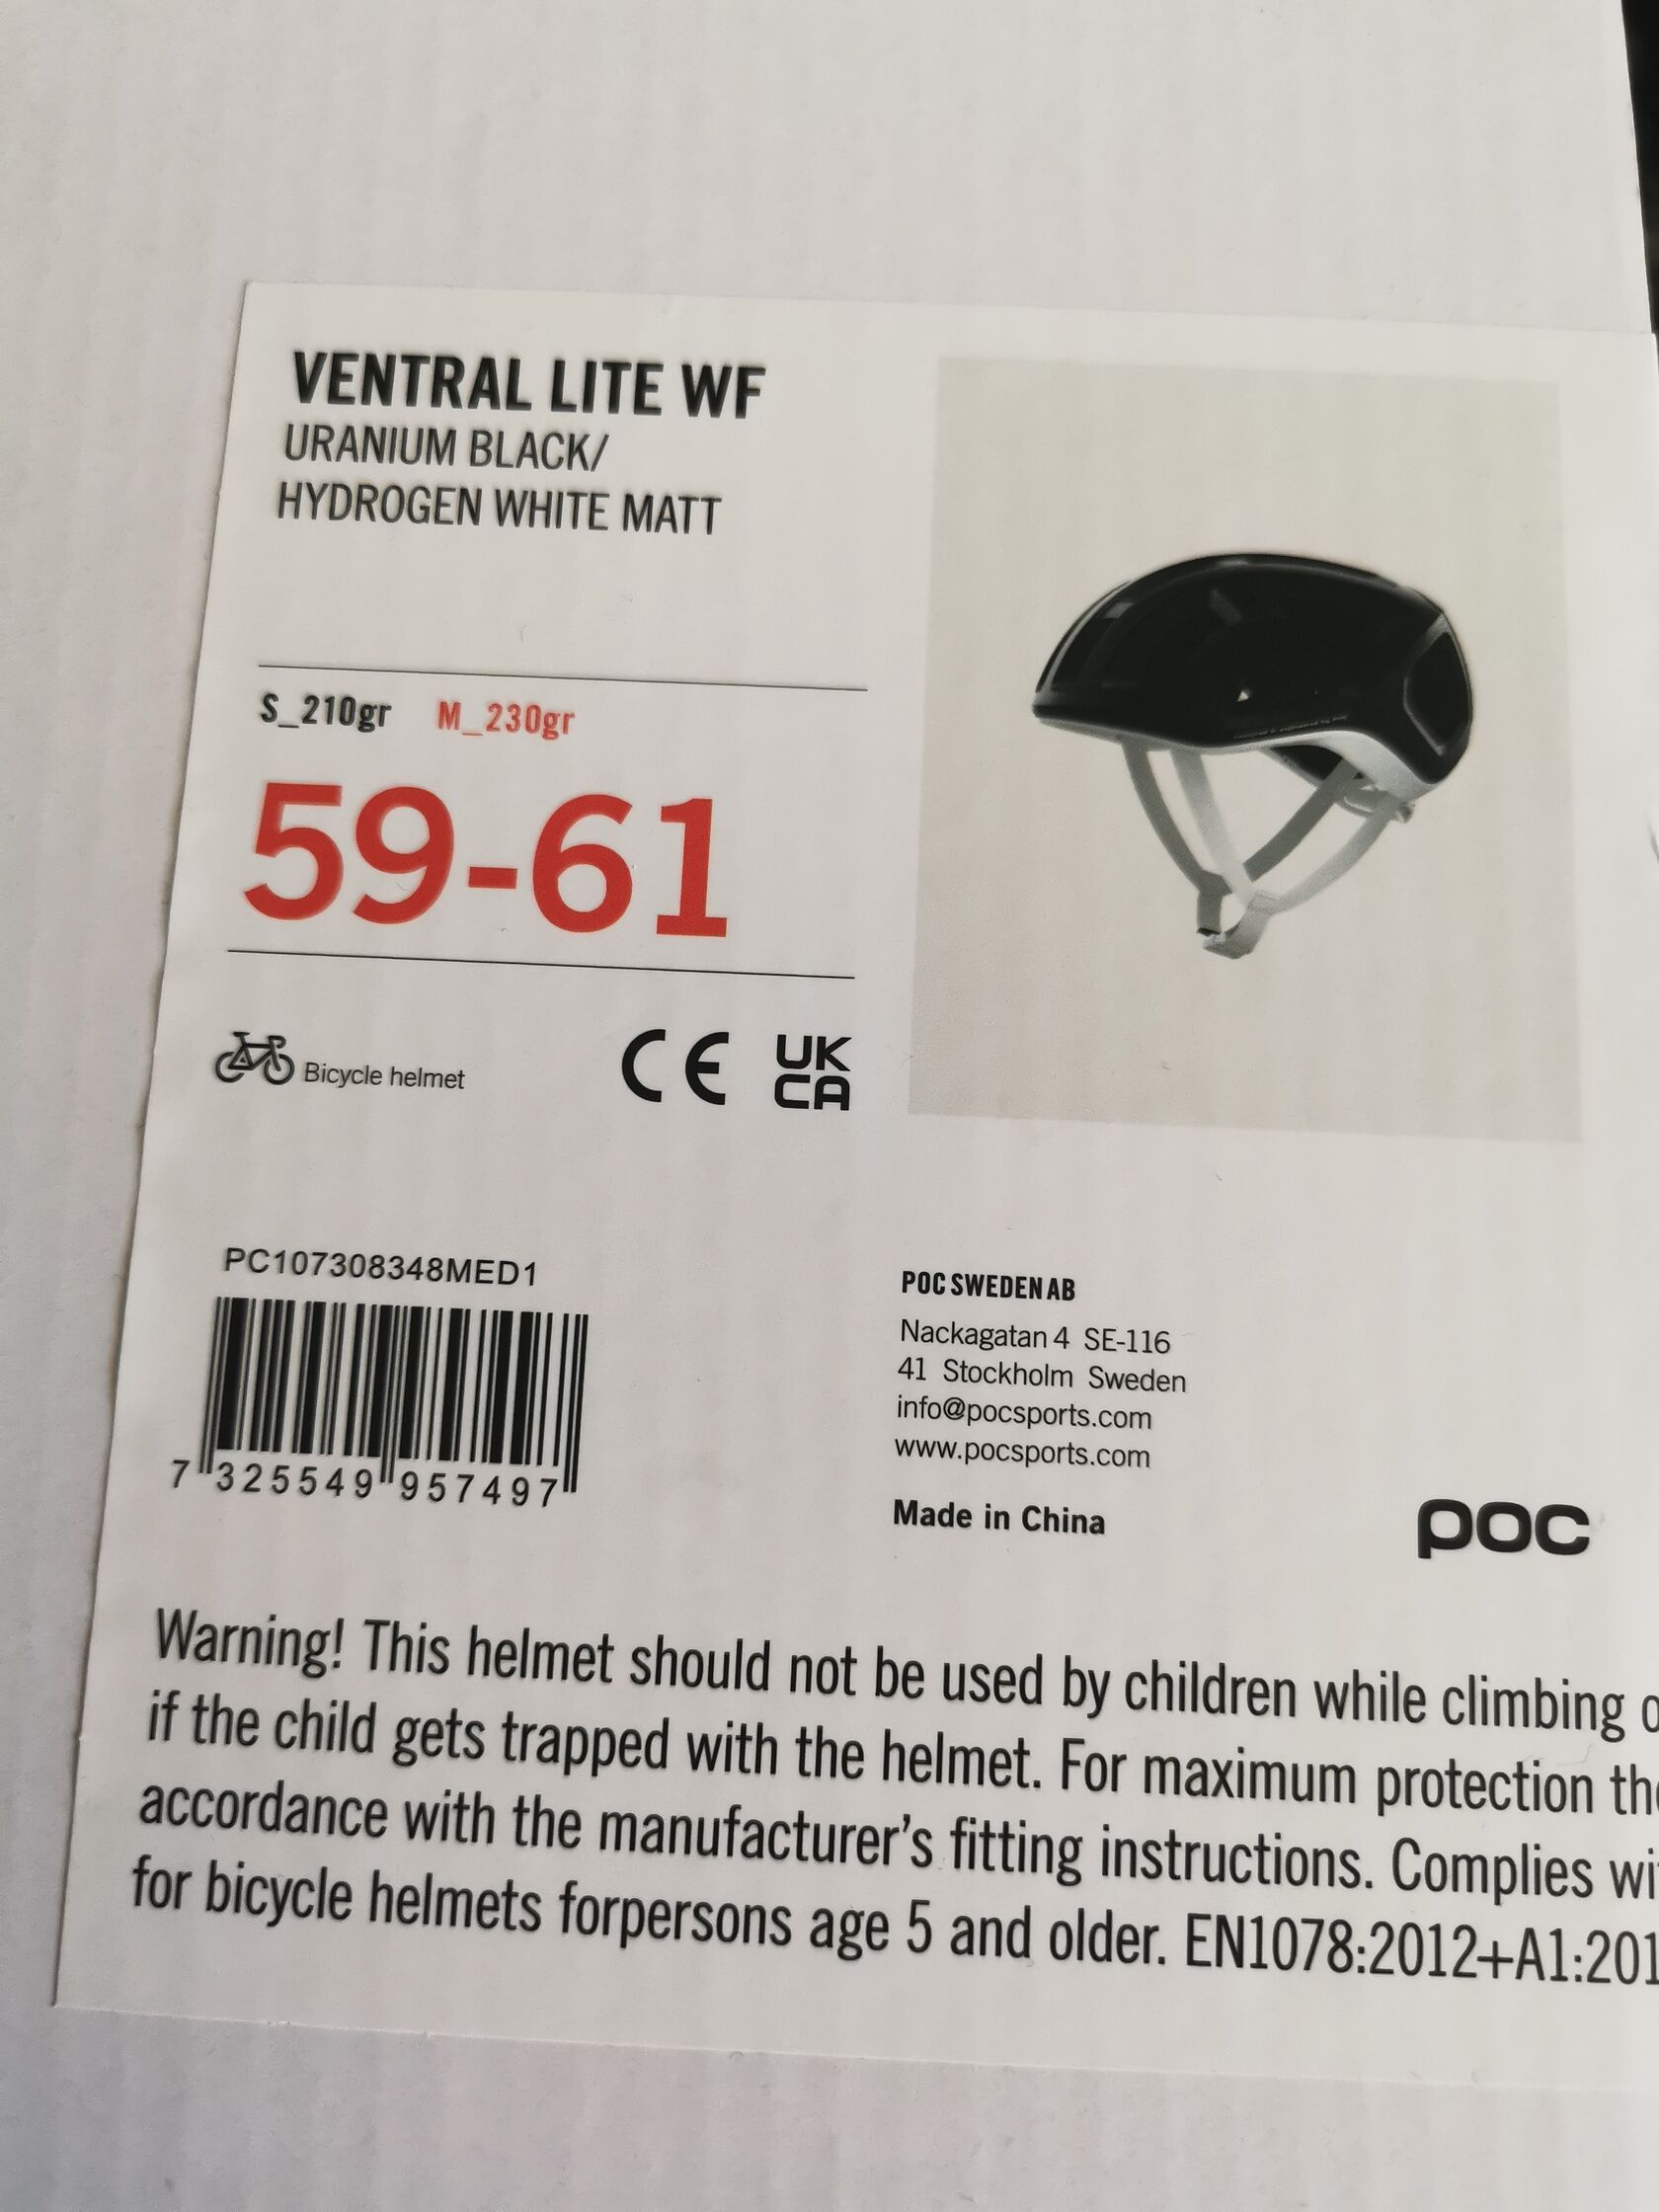 VENTRAL LITE WF
URANIUM BLACK/
HYDROGEN WHITE MATT
S_210gr M_230gr
59-61
Bicycle helmet
CE UK
CA
PC107308348MED1
7 325549 957497
POC SWEDEN AB
Nackagatan 4 SE-116
41 Stockholm Sweden
info@pocsports.com
www.pocsports.com
Made in China
POC
Warning! This helmet should not be used by children while climbing
if the child gets trapped with the helmet. For maximum protection
accordance with the manufacturer's fitting instructions. Complies
for bicycle helmets forpersons age 5 and older. EN1078:2012+A1:201